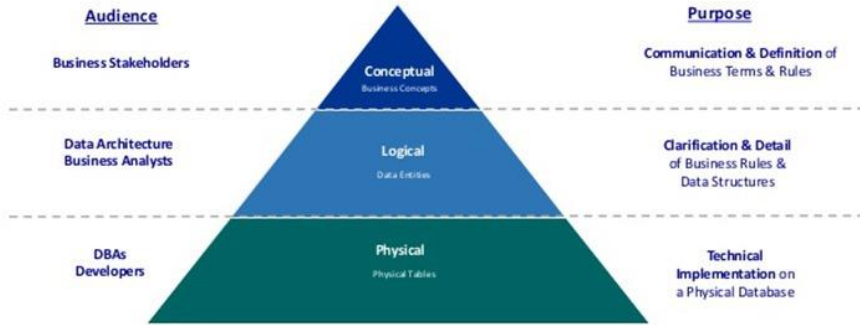 Audience
Purpose
Business Stakeholders
Conceptual
Business Concepts
Communication & Definition of
Business Terms & Rules
Data Architecture
Business Analysts
Logical
Data Entities
Clarification & Detail
of Business Rules &
Data Structures
DBAs
Developers
Physical
Physical Tables
Technical
Implementation on
a Physical Database